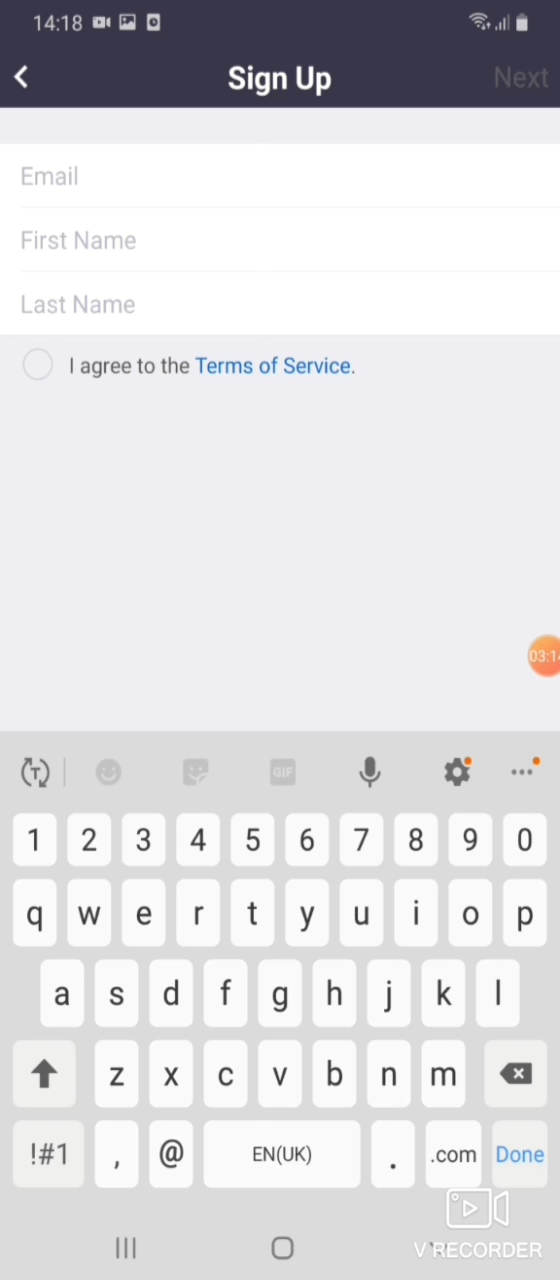 14:18
Sign Up Next
Email
First Name
Last Name
I agree to the Terms of Service.
03:14
GIF
1 2 3 4 5 6 7 8 9 0
q w e r t y u i o p
a s d f g h j k l
z x c v b n m
!#1 , @ EN(UK) . .com Done
V RECORDER